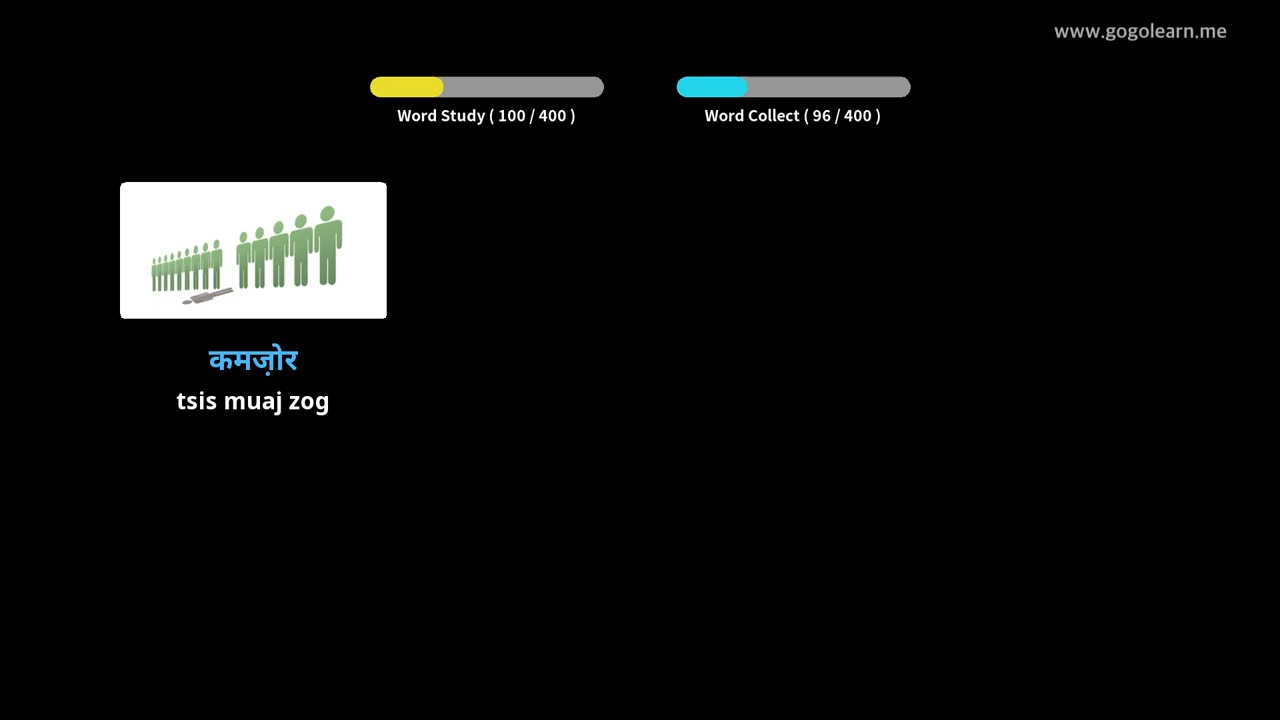 www.gogolearn.me
Word Study ( 100 / 400 )
Word Collect ( 96 / 400 )
कमज़ोर
tsis muaj zog